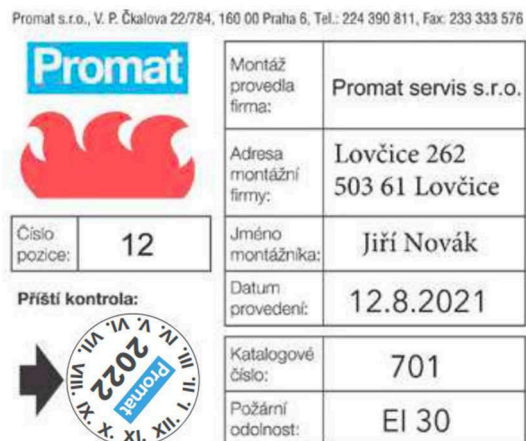 Promat s.r.o., V. P. Čkalova 22/784, 160 00 Praha 6, Tel.: 224 390 811, Fax: 233 333 576
Promat
Montáž
provedla
firma:
Promat servis s.r.o.
Adresa
montážní
firmy:
Lovčice 262
503 61 Lovčice
Číslo
pozice:
12
Jméno
montážníka:
Jiří Novák
Datum
provedení:
12.8.2021
Příští kontrola:
I. II. III. IV. V. VI. VII. VIII. IX. X. XI. XII.
2022
Promat
Katalogové
číslo:
701
Požární
odolnost:
EI 30